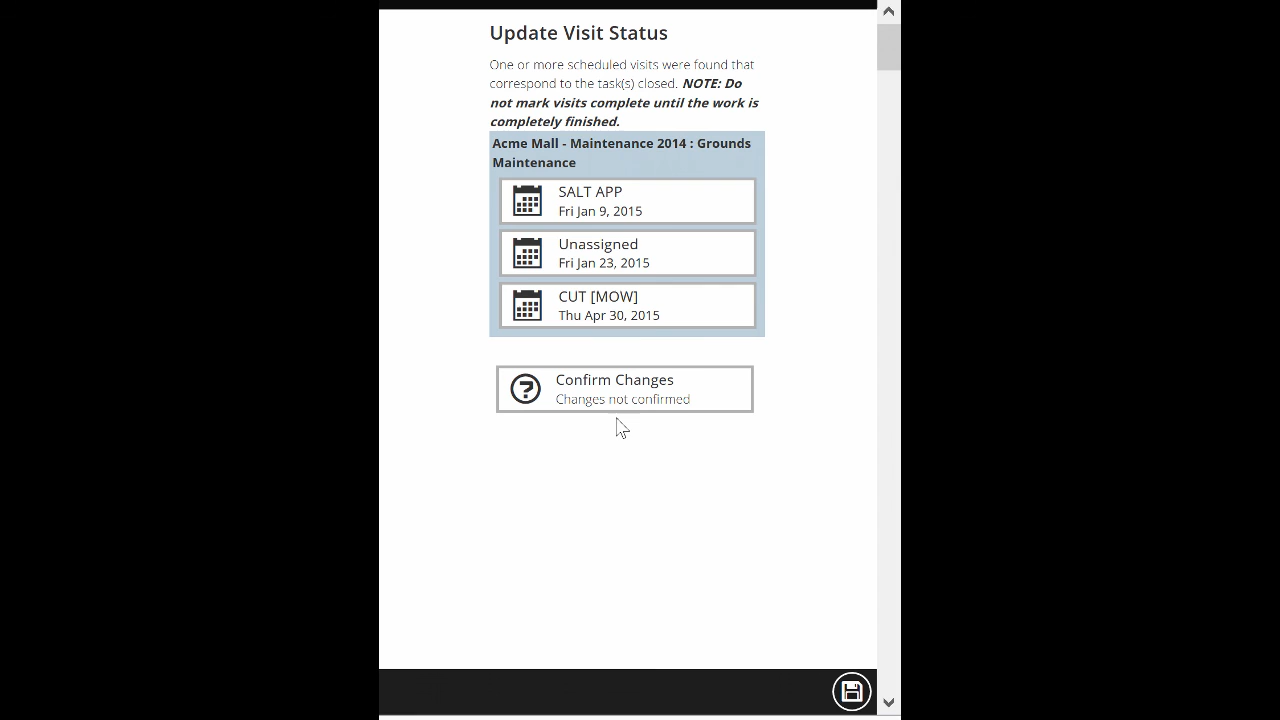 Update Visit Status
One or more scheduled visits were found that
correspond to the task(s) closed. NOTE: Do
not mark visits complete until the work is
completely finished.
Acme Mall - Maintenance 2014 : Grounds
Maintenance
SALT APP
Fri Jan 9, 2015
Unassigned
Fri Jan 23, 2015
CUT [MOW]
Thu Apr 30, 2015
Confirm Changes
Changes not confirmed